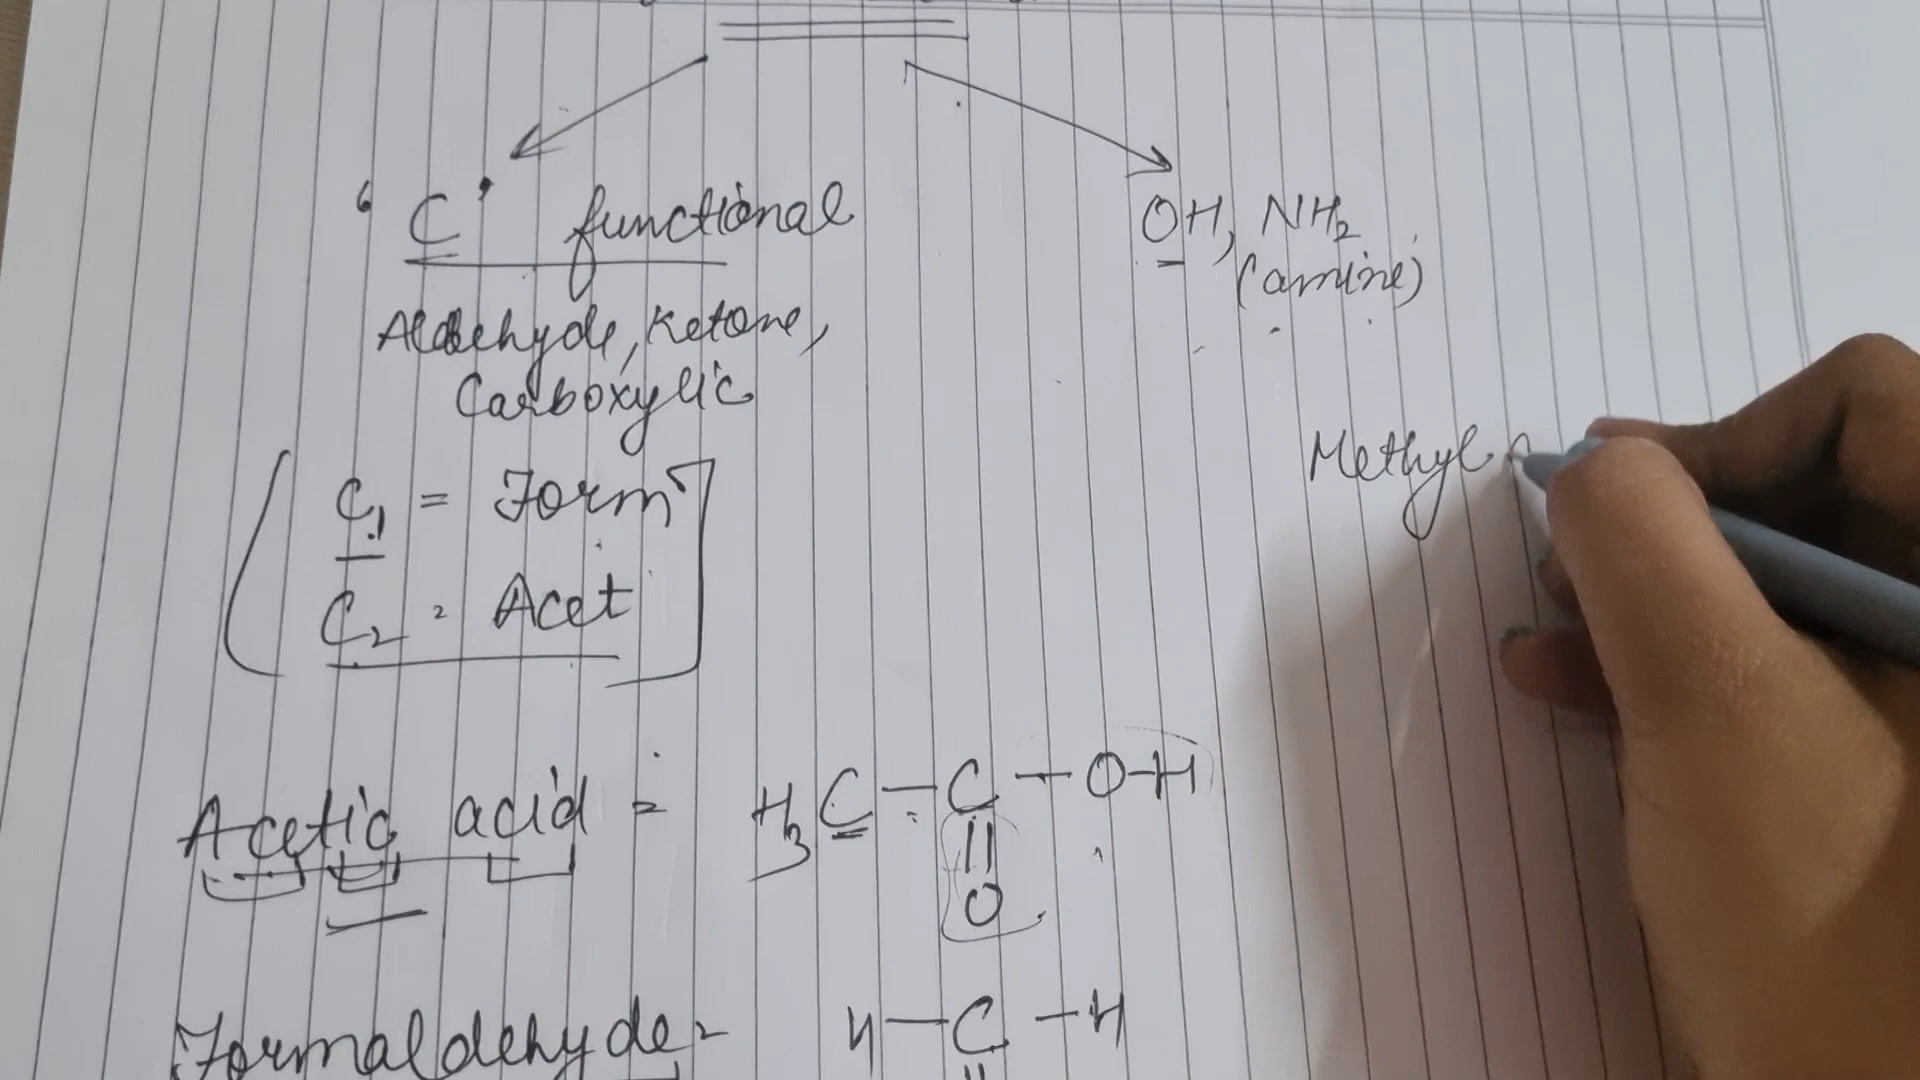 'C' functional
Aldehyde, Ketone,
Carboxylic
C1 = Form
C2 = Acet
OH, NH2
(amine)
Methyl
Acetic acid = H3C-C-O-H
||
O
Formaldehyde = H-C-H
||